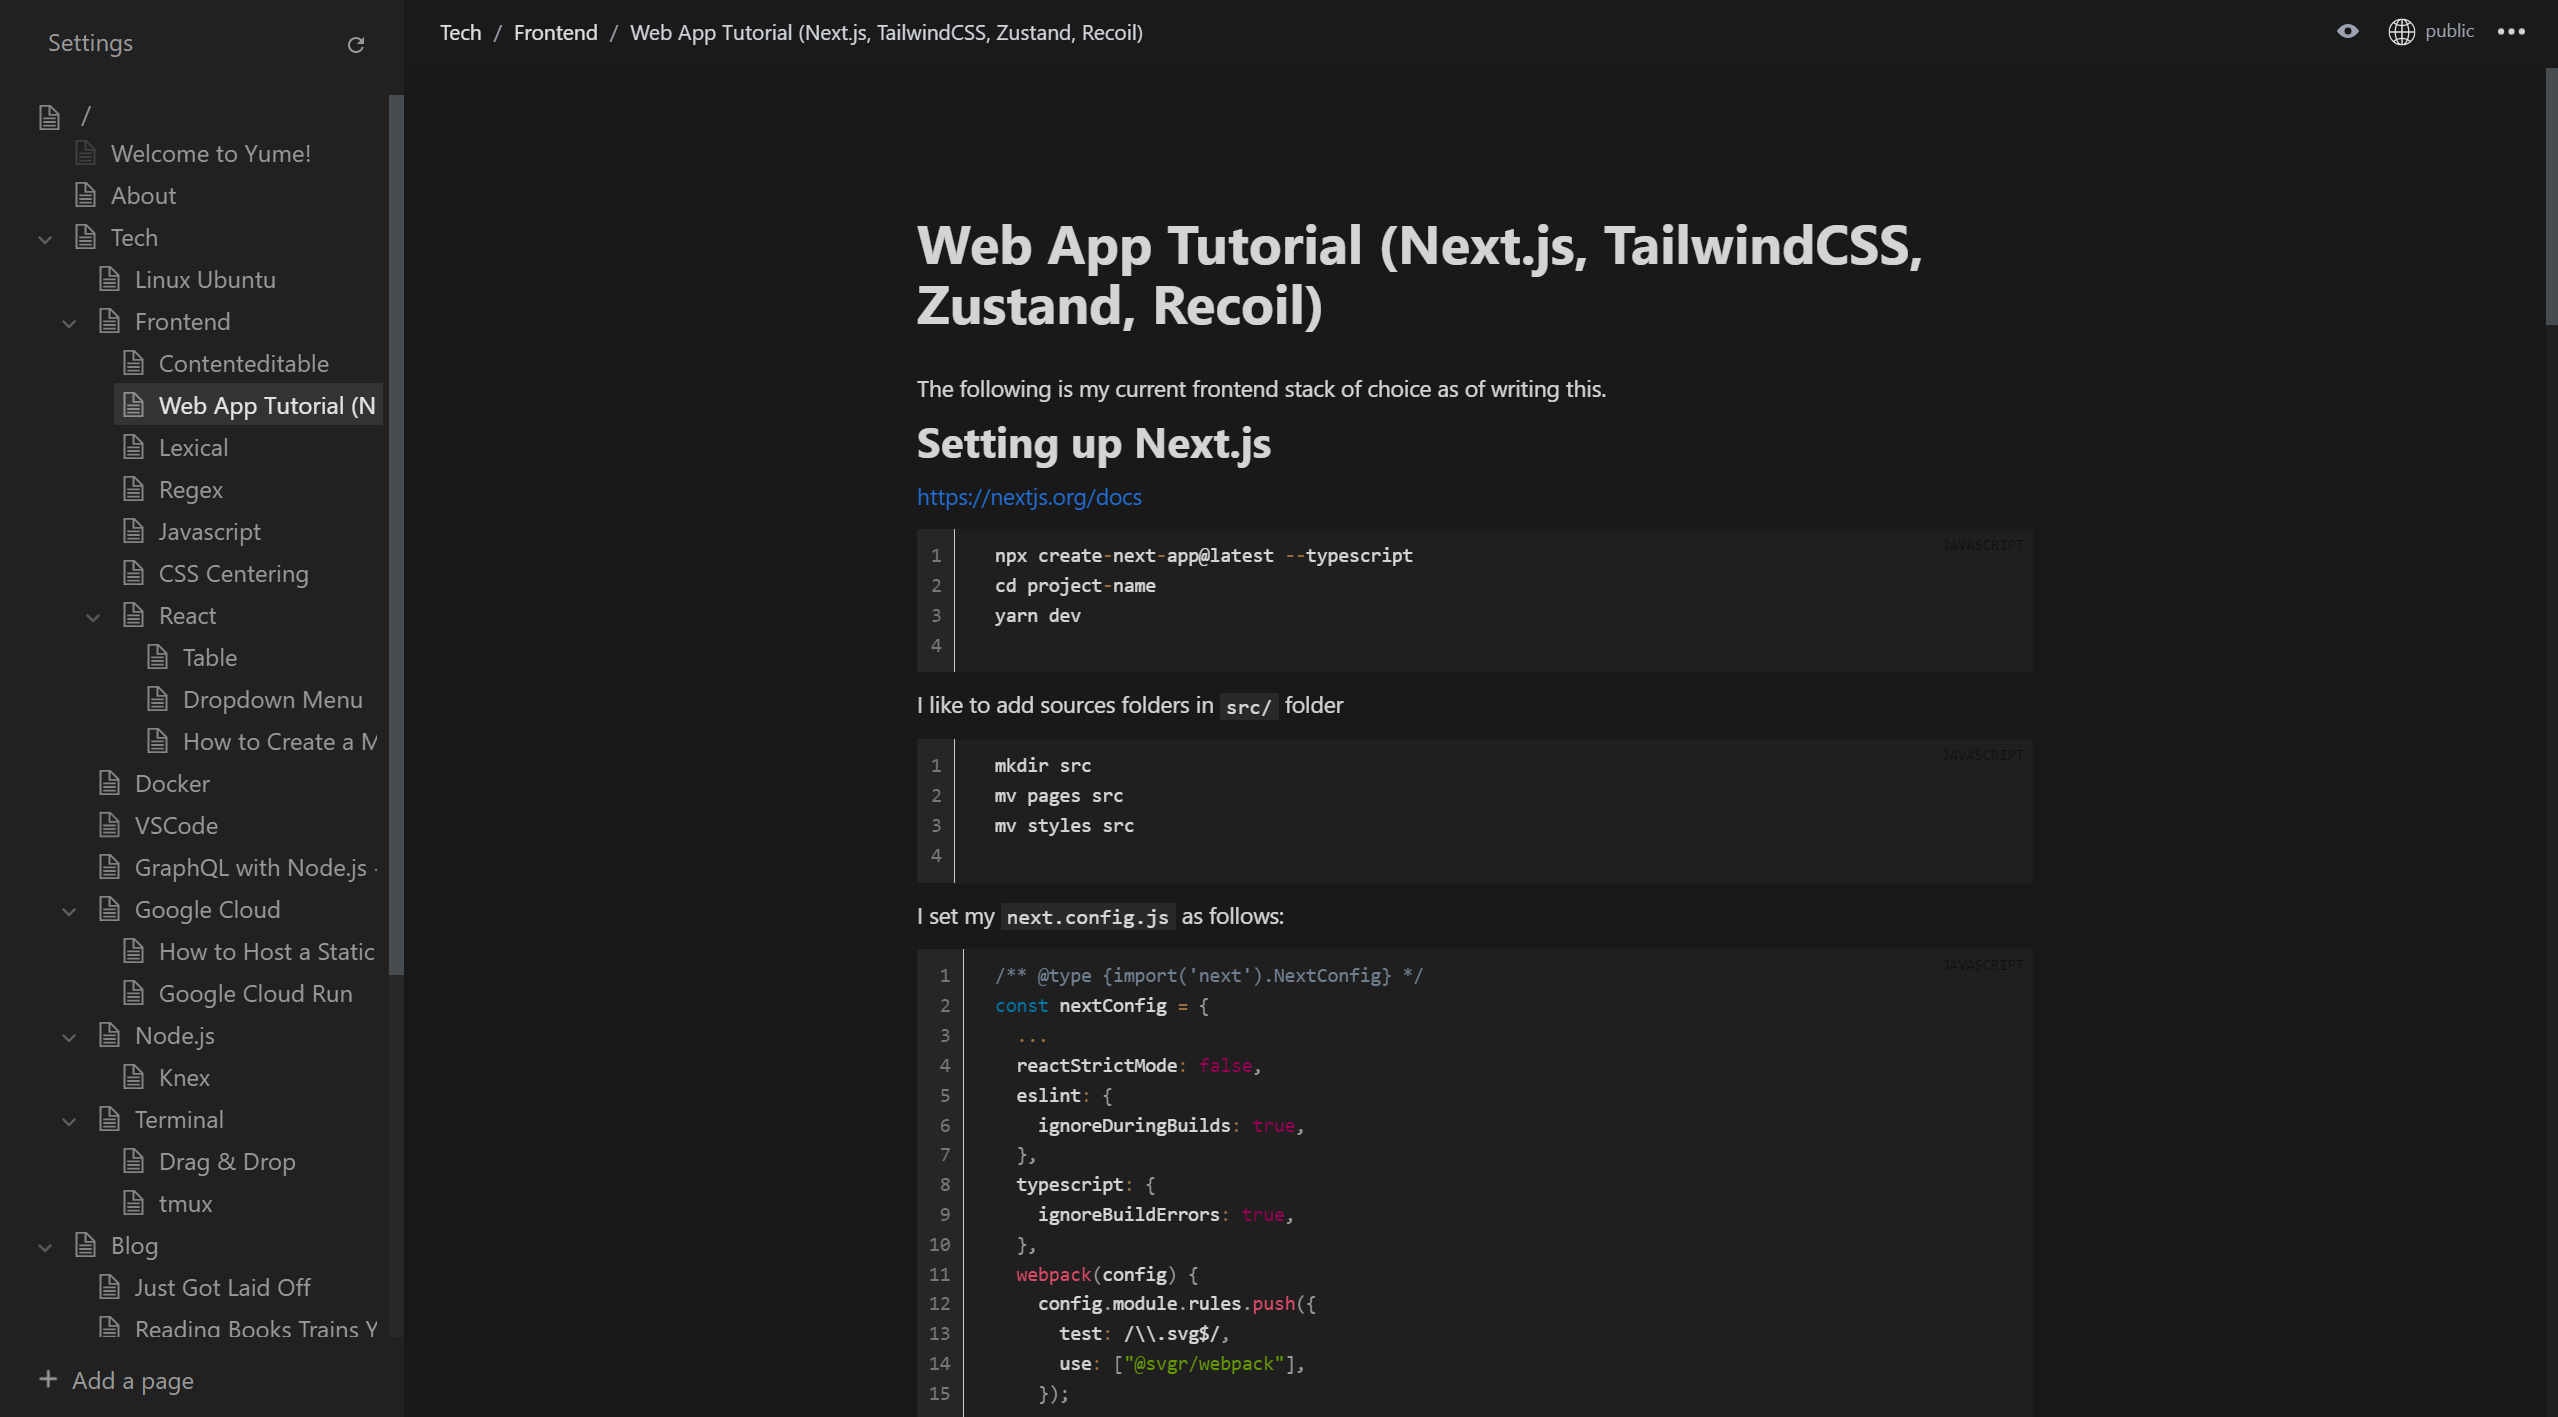 Settings
/
Welcome to Yume!
About
Tech
Linux Ubuntu
Frontend
Contenteditable
Web App Tutorial (N
Lexical
Regex
Javascript
CSS Centering
React
Table
Dropdown Menu
How to Create a M
Docker
VSCode
GraphQL with Node.js -
Google Cloud
How to Host a Static
Google Cloud Run
Node.js
Knex
Terminal
Drag & Drop
tmux
Blog
Just Got Laid Off
Reading Books Trains Y
+ Add a page
Tech / Frontend / Web App Tutorial (Next.js, TailwindCSS, Zustand, Recoil)
public
Web App Tutorial (Next.js, TailwindCSS,
Zustand, Recoil)
The following is my current frontend stack of choice as of writing this.
Setting up Next.js
https://nextjs.org/docs
JAVASCRIPT
1 npx create-next-app@latest --typescript
2 cd project-name
3 yarn dev
4
I like to add sources folders in src/ folder
JAVASCRIPT
1 mkdir src
2 mv pages src
3 mv styles src
4
I set my next.config.js as follows:
JAVASCRIPT
1 /** @type {import('next').NextConfig} */
2 const nextConfig = {
3 ...
4 reactStrictMode: false,
5 eslint: {
6 ignoreDuringBuilds: true,
7 },
8 typescript: {
9 ignoreBuildErrors: true,
10 },
11 webpack(config) {
12 config.module.rules.push({
13 test: /\\.svg$/,
14 use: ["@svgr/webpack"],
15 });